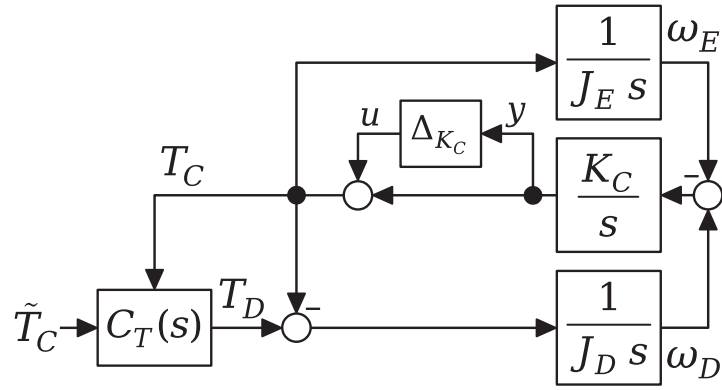 1
J_E s
ω_E
u
Δ_{K_C}
y
T_C
K_C
s
-
T̃_C
C_T(s)
T_D
-
1
J_D s
ω_D